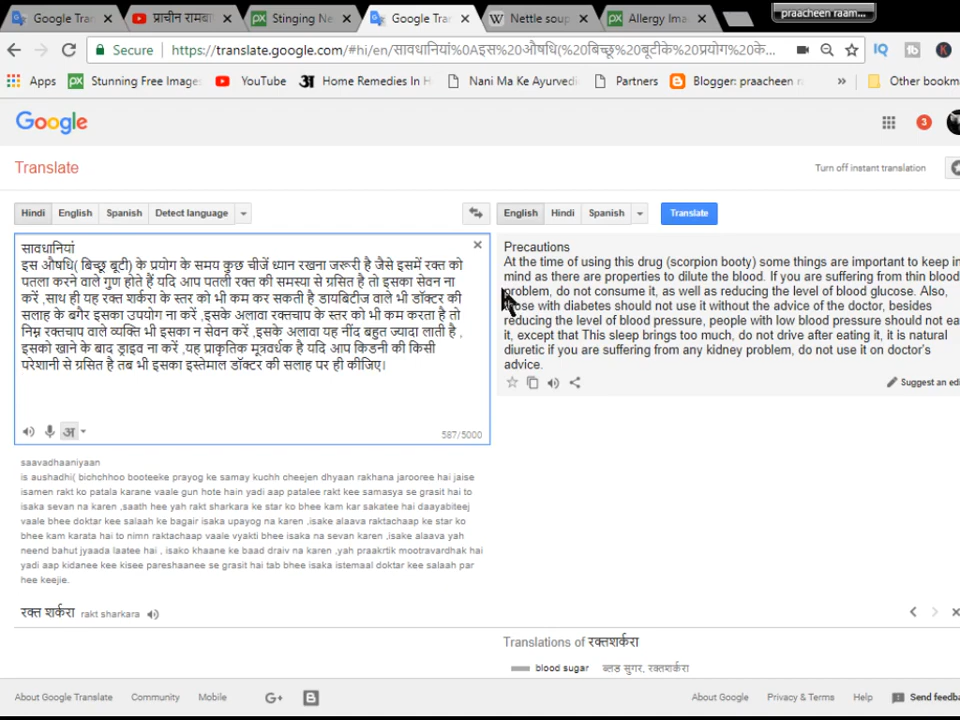 Google Tra
प्राचीन रामबा
Stinging Ne
Google Tra
Nettle soup
Allergy Ima
praacheen raam...
Secure
https://translate.google.com/#hi/en/सावधानियां%0Aइस%20औषधि(%20बिच्छू%20बूटीके%20प्रयोग%20के...
Apps
Stunning Free Images
YouTube
Home Remedies In H
Nani Ma Ke Ayurvedi
Partners
Blogger: praacheen r
»
Other bookm
Google
3
Translate
Turn off instant translation
Hindi English Spanish Detect language
English Hindi Spanish Translate
सावधानियां
इस औषधि( बिच्छू बूटी) के प्रयोग के समय कुछ चीजें ध्यान रखना जरूरी है जैसे इसमें रक्त को
पतला करने वाले गुण होते हैं यदि आप पतली रक्त की समस्या से ग्रसित है तो इसका सेवन ना
करें ,साथ ही यह रक्त शर्करा के स्तर को भी कम कर सकती है डायबिटीज वाले भी डॉक्टर की
सलाह के बगैर इसका उपयोग ना करें ,इसके अलावा रक्तचाप के स्तर को भी कम करता है तो
निम्न रक्तचाप वाले व्यक्ति भी इसका न सेवन करें ,इसके अलावा यह नींद बहुत ज्यादा लाती है ,
इसको खाने के बाद ड्राइव ना करें ,यह प्राकृतिक मूत्रवर्धक है यदि आप किडनी की किसी
परेशानी से ग्रसित है तब भी इसका इस्तेमाल डॉक्टर की सलाह पर ही कीजिए।
अ
587/5000
Precautions
At the time of using this drug (scorpion booty) some things are important to keep in
mind as there are properties to dilute the blood. If you are suffering from thin blood
problem, do not consume it, as well as reducing the level of blood glucose. Also,
those with diabetes should not use it without the advice of the doctor, besides
reducing the level of blood pressure, people with low blood pressure should not ea
it, except that This sleep brings too much, do not drive after eating it, it is natural
diuretic if you are suffering from any kidney problem, do not use it on doctor's
advice.
Suggest an edi
saavadhaaniyaan
is aushadhi( bichchhoo booteeke prayog ke samay kuchh cheejen dhyaan rakhana jarooree hai jaise
isamen rakt ko patala karane vaale gun hote hain yadi aap patalee rakt kee samasya se grasit hai to
isaka sevan na karen ,saath hee yah rakt sharkara ke star ko bhee kam kar sakatee hai daayabiteej
vaale bhee doktar kee salaah ke bagair isaka upayog na karen ,isake alaava raktachaap ke star ko
bhee kam karata hai to nimn raktachaap vaale vyakti bhee isaka na sevan karen ,isake alaava yah
neend bahut jyaada laatee hai , isako khaane ke baad draiv na karen ,yah praakrtik mootravardhak hai
yadi aap kidanee kee kisee pareshaanee se grasit hai tab bhee isaka istemaal doktar kee salaah par
hee keejie.
रक्त शर्करा rakt sharkara
Translations of रक्तशर्करा
blood sugar ब्लड सुगर, रक्तशर्करा
About Google Translate Community Mobile
About Google Privacy & Terms Help Send feedba